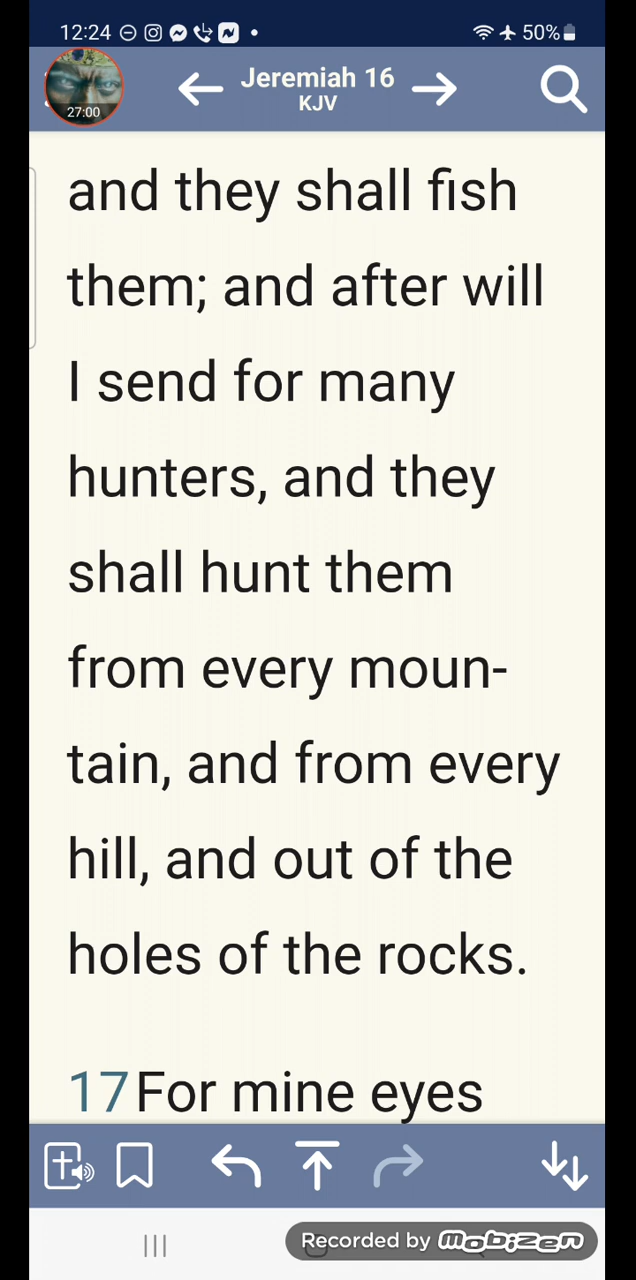 12:24
50%
27:00
Jeremiah 16
KJV
and they shall fish
them; and after will
I send for many
hunters, and they
shall hunt them
from every moun-
tain, and from every
hill, and out of the
holes of the rocks.
17 For mine eyes
Recorded by mobizen